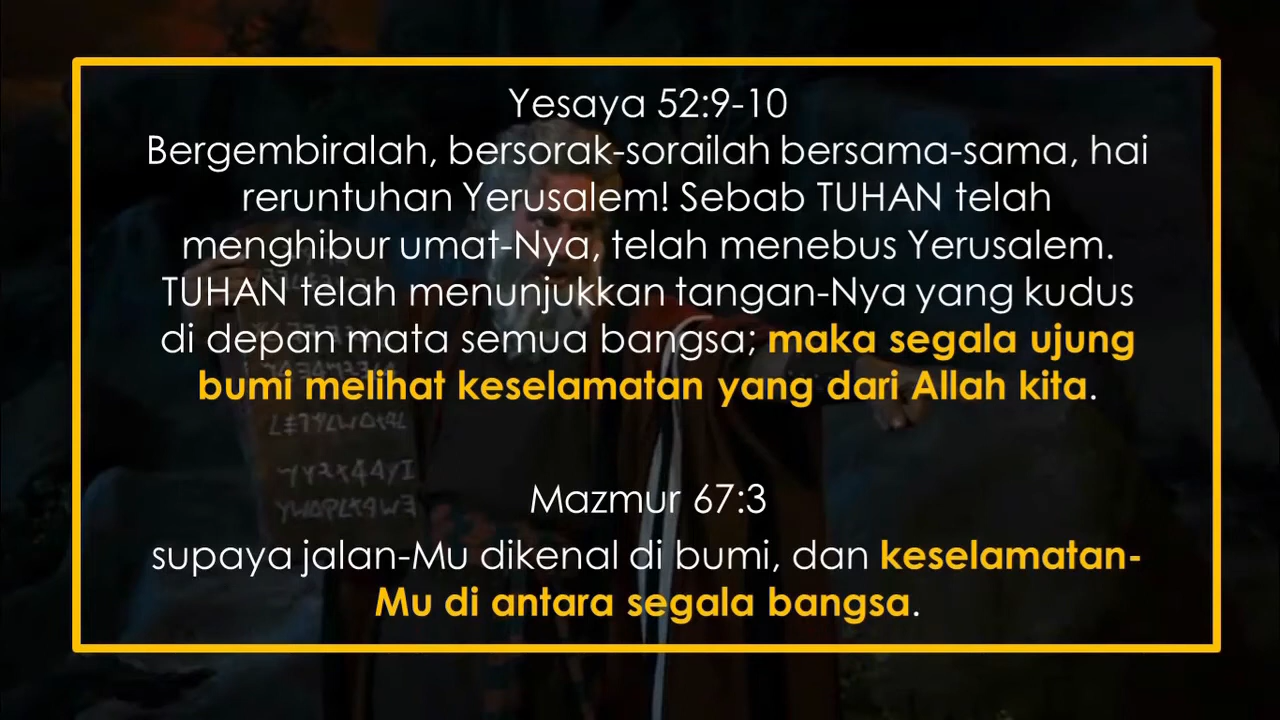 Yesaya 52:9-10
Bergembiralah, bersorak-sorailah bersama-sama, hai
reruntuhan Yerusalem! Sebab TUHAN telah
menghibur umat-Nya, telah menebus Yerusalem.
TUHAN telah menunjukkan tangan-Nya yang kudus
di depan mata semua bangsa; maka segala ujung
bumi melihat keselamatan yang dari Allah kita.
Mazmur 67:3
supaya jalan-Mu dikenal di bumi, dan keselamatan-
Mu di antara segala bangsa.